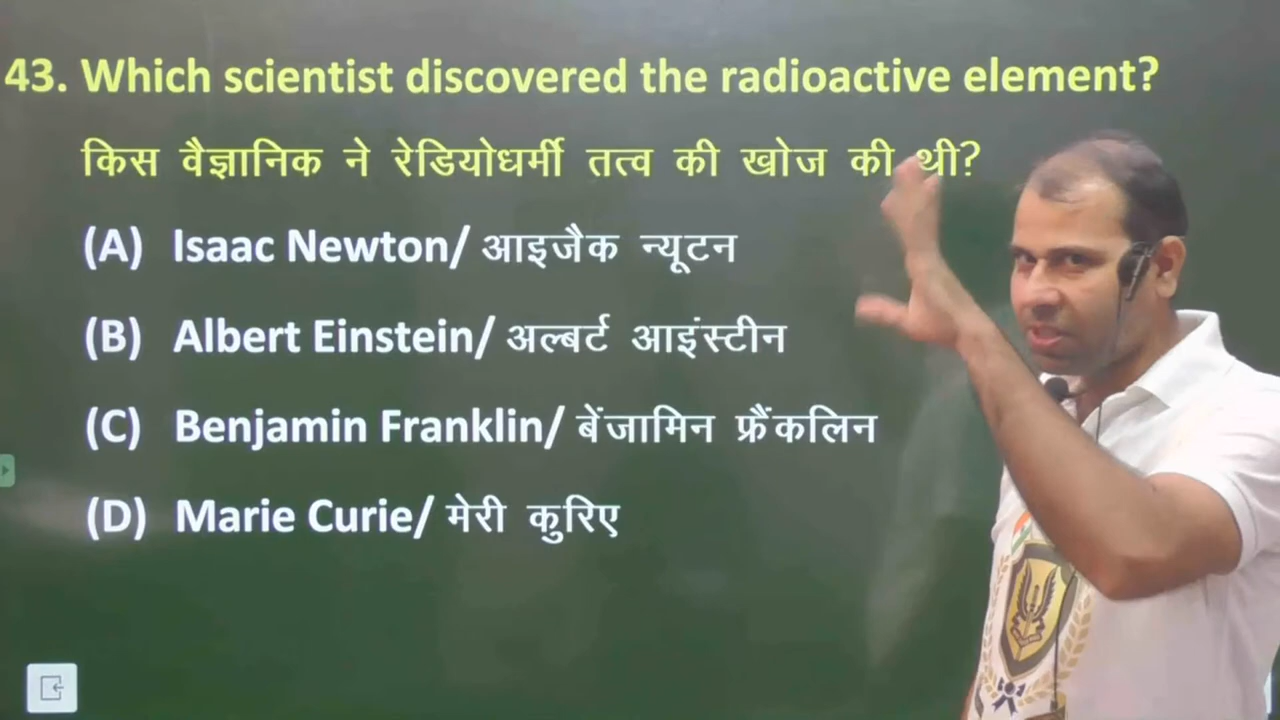 43. Which scientist discovered the radioactive element?
किस वैज्ञानिक ने रेडियोधर्मी तत्व की खोज की थी?
(A) Isaac Newton/ आइजैक न्यूटन
(B) Albert Einstein/ अल्बर्ट आइंस्टीन
(C) Benjamin Franklin/ बेंजामिन फ्रैंकलिन
(D) Marie Curie/ मेरी कुरिए